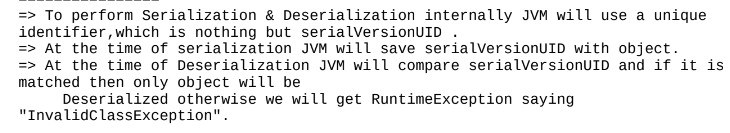 => To perform Serialization & Deserialization internally JVM will use a unique
identifier,which is nothing but serialVersionUID .
=> At the time of serialization JVM will save serialVersionUID with object.
=> At the time of Deserialization JVM will compare serialVersionUID and if it is
matched then only object will be
Deserialized otherwise we will get RuntimeException saying
"InvalidClassException".